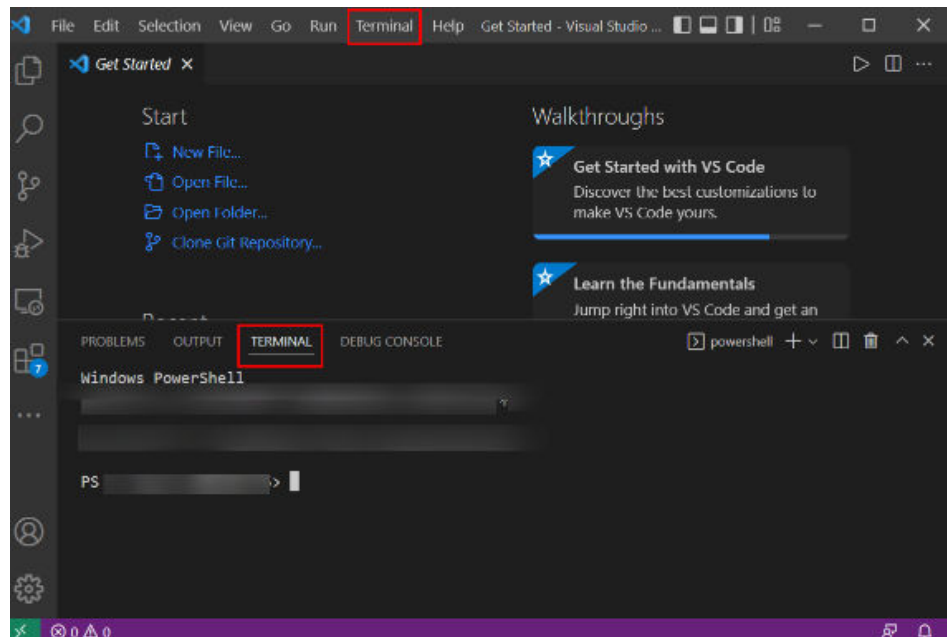 File Edit Selection View Go Run Terminal Help Get Started - Visual Studio ...
Get Started
Start
New File...
Open File...
Open Folder...
Clone Git Repository...
Walkthroughs
Get Started with VS Code
Discover the best customizations to
make VS Code yours.
Learn the Fundamentals
Jump right into VS Code and get an
PROBLEMS OUTPUT TERMINAL DEBUG CONSOLE powershell
7
Windows PowerShell
PS >
0 0